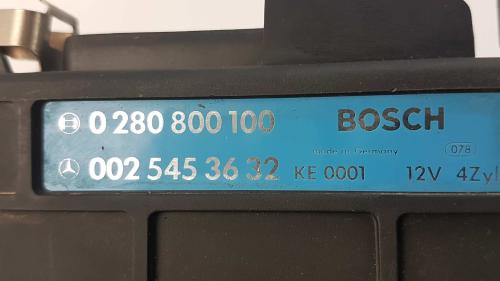 0 280 800 100 BOSCH
made in Germany 078
002 545 36 32 KE 0001 12V 4Zyl